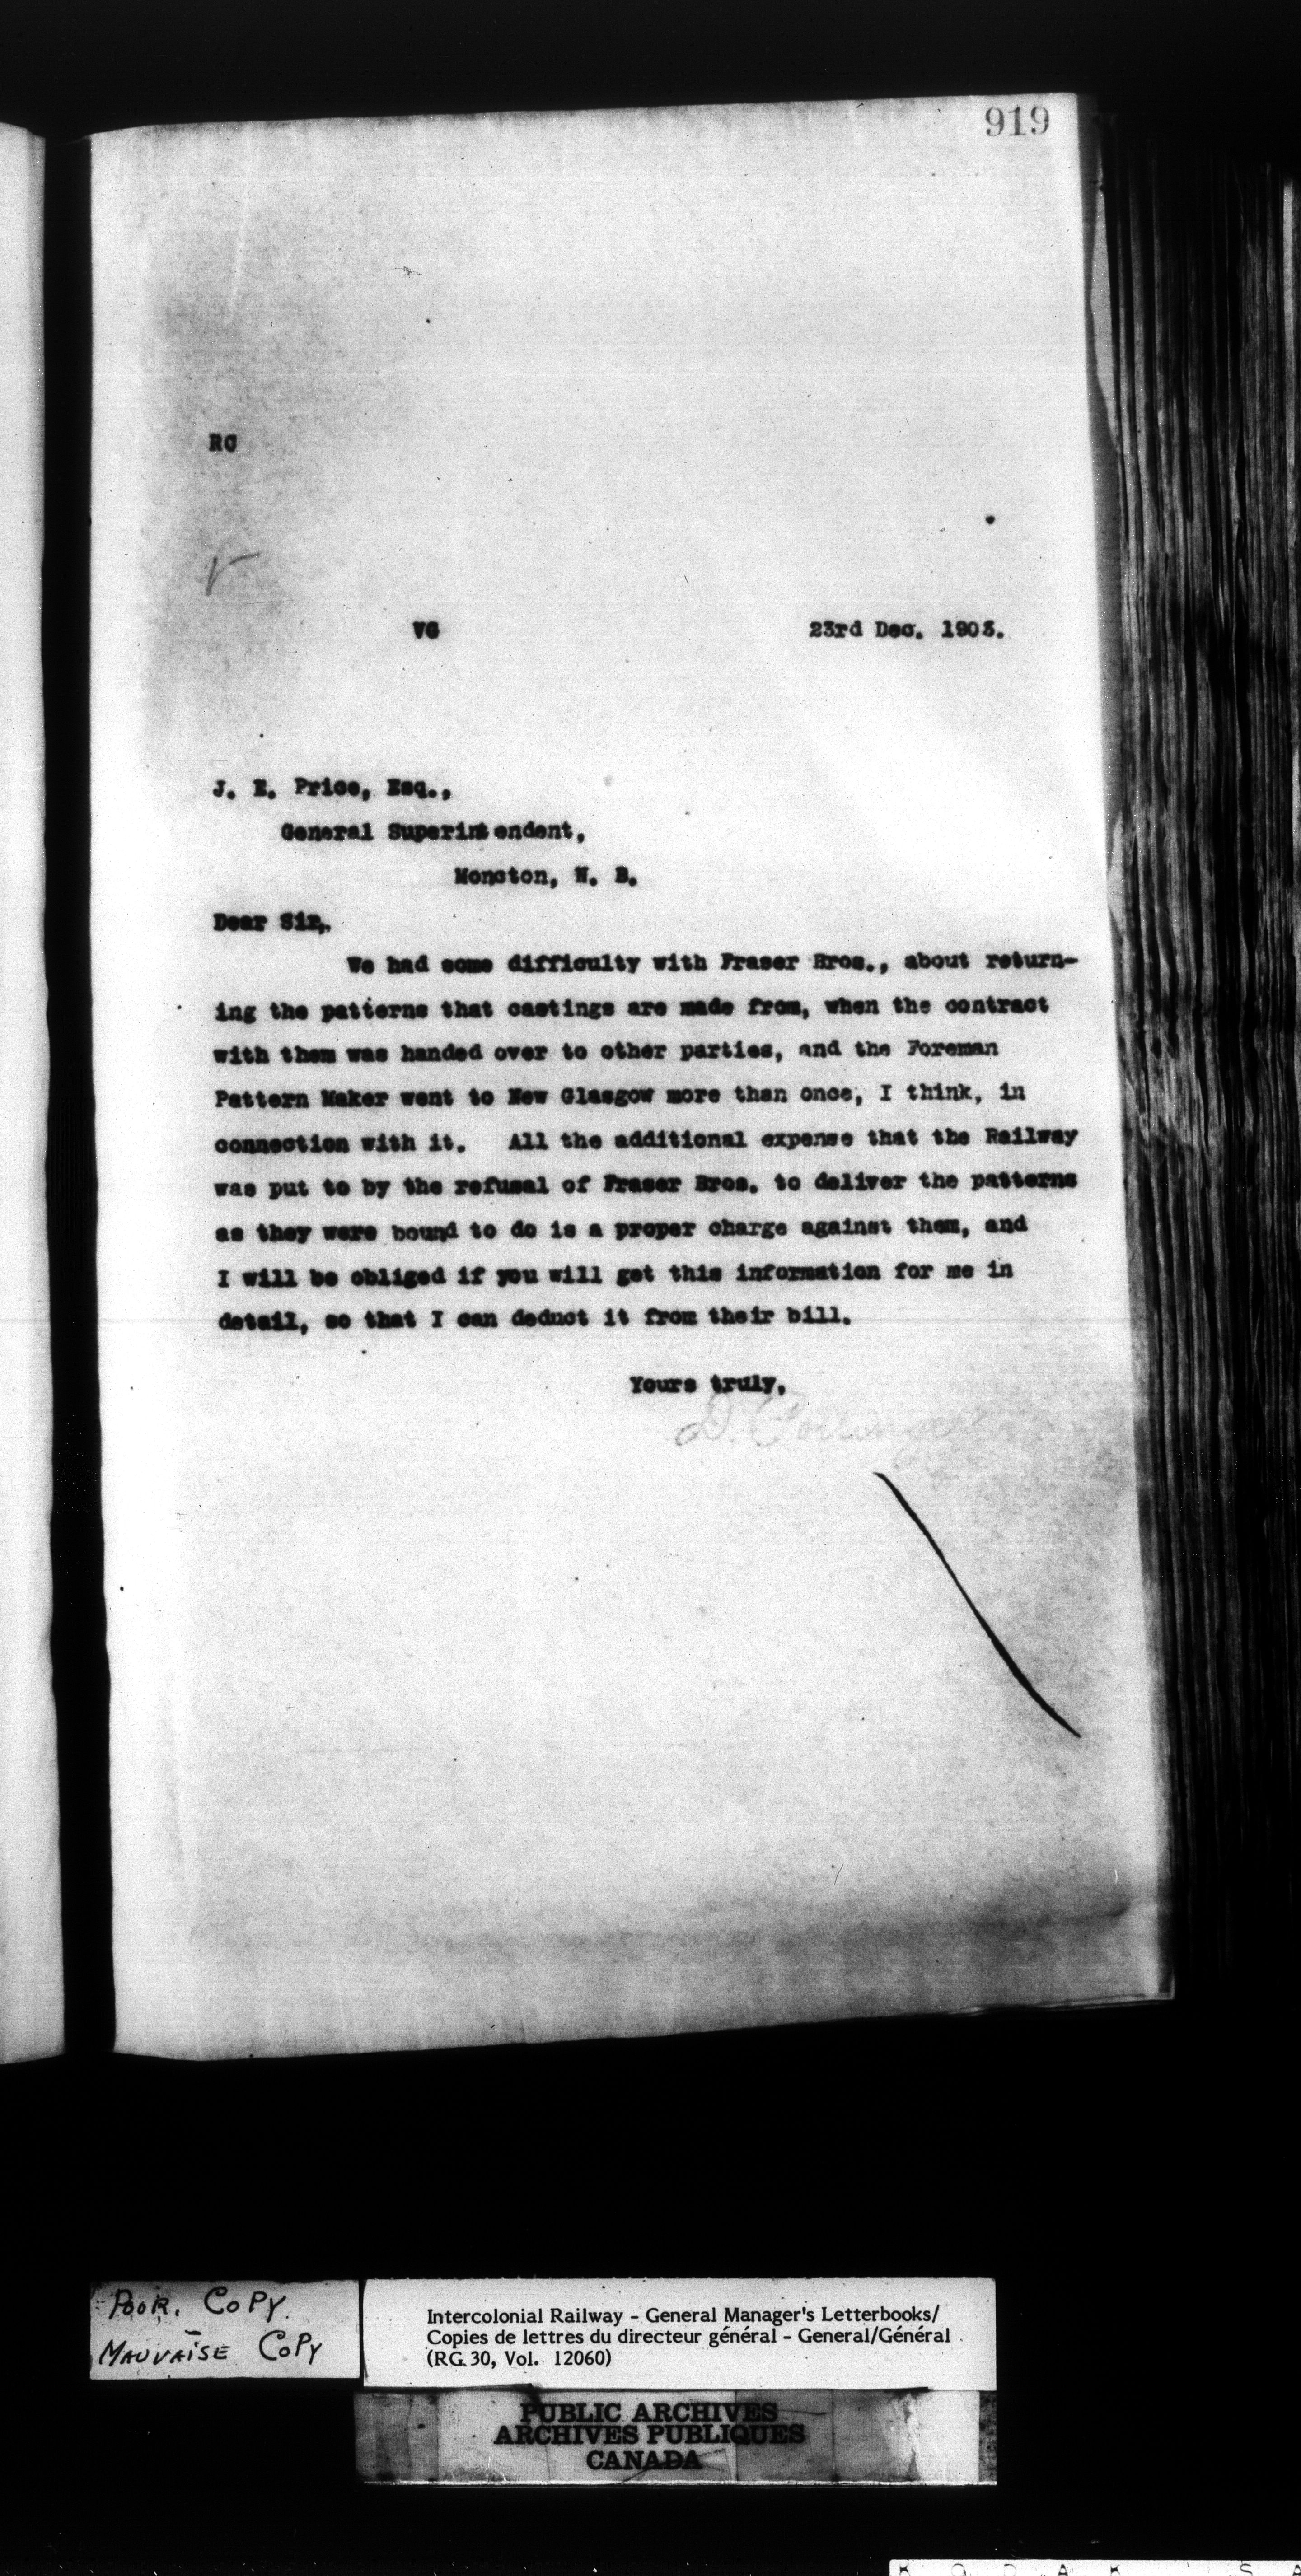 919
RC
VG 23rd Dec. 1903.
J. E. Price, Esq.,
General Superintendent,
Moncton, N. B.
Dear Sir,.
We had some difficulty with Fraser Bros., about return-
ing the patterns that castings are made from, when the contract
with them was handed over to other parties, and the Foreman
Pattern Maker went to New Glasgow more than once, I think, in
connection with it. All the additional expense that the Railway
was put to by the refusal of Fraser Bros. to deliver the patterns
as they were bound to do is a proper charge against them, and
I will be obliged if you will get this information for me in
detail, so that I can deduct it from their bill.
Yours truly,
D. Pottinger
POOR. COPY.
MAUVAISE COPY
Intercolonial Railway - General Manager's Letterbooks/
Copies de lettres du directeur général - General/Général
(RG 30, Vol. 12060)
PUBLIC ARCHIVES
ARCHIVES PUBLIQUES
CANADA